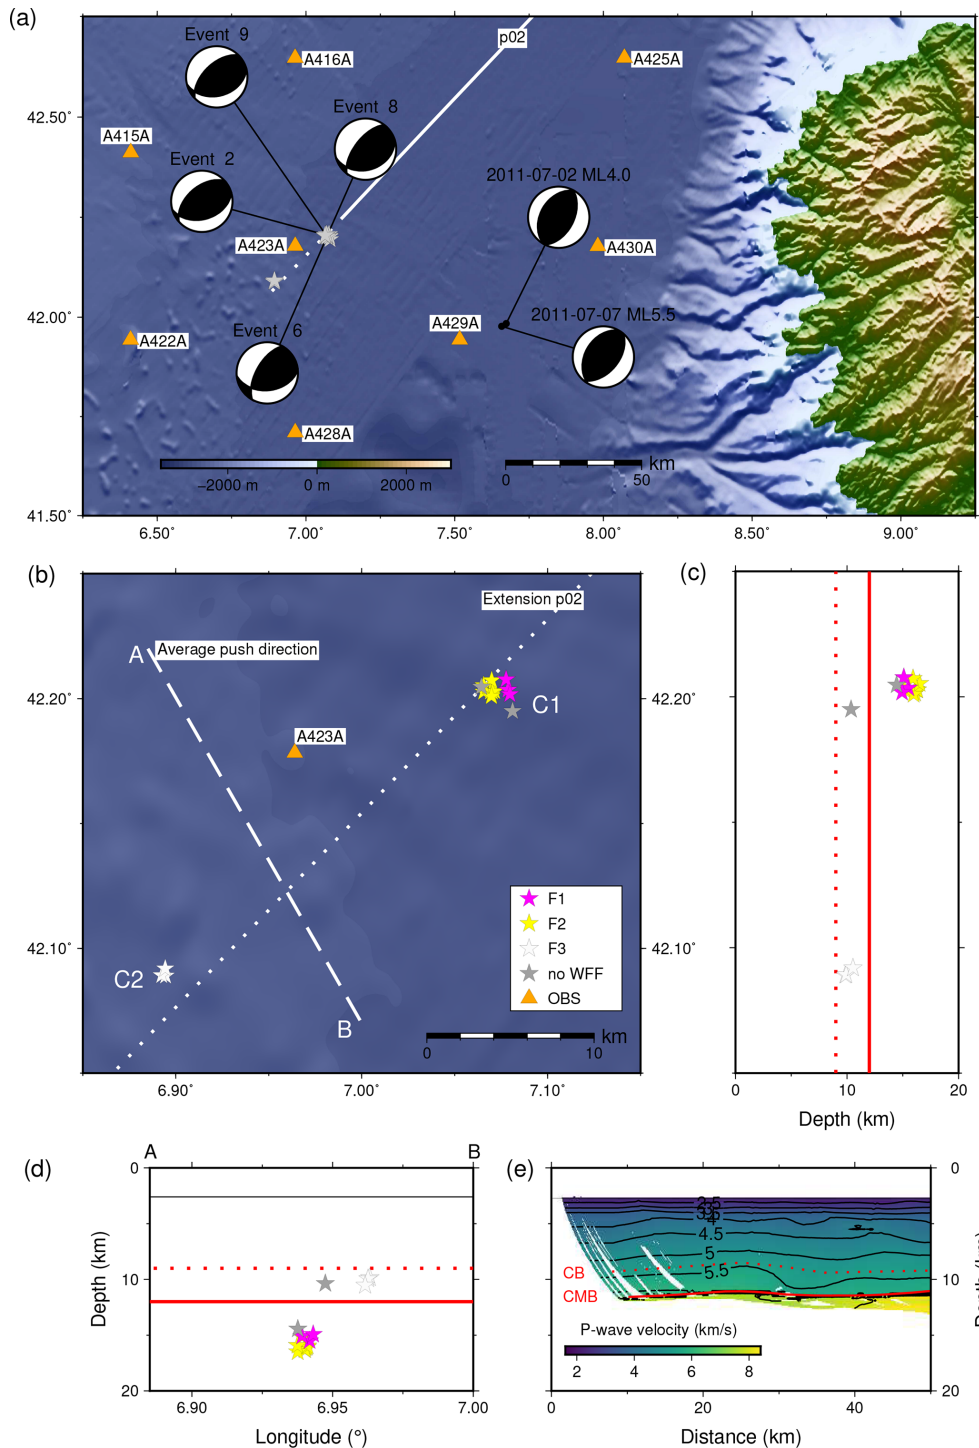 (a)
Event 9
p02
A416A
A425A
42.50°
Event 8
A415A
Event 2
2011-07-02 ML4.0
A423A
A430A
42.00°
Event 6
A422A
A429A
2011-07-07 ML5.5
A428A
km
−2000 m 0 m 2000 m
0 50
41.50°
6.50° 7.00° 7.50° 8.00° 8.50° 9.00°
(b)
(c)
Extension p02
A
Average push direction
42.20°
C1
A423A
42.20°
F1
F2
F3
no WFF
OBS
42.10°
42.10°
C2
B
km
0 10
6.90° 7.00° 7.10°
0 10 20
Depth (km)
(d)
A B
0
10
20
Depth (km)
6.90 6.95 7.00
Longitude (°)
(e)
0
10
20
2.5
3.5
4
4.5
5
5.5
CB
CMB
P-wave velocity (km/s)
2 4 6 8
0 20 40
Distance (km)